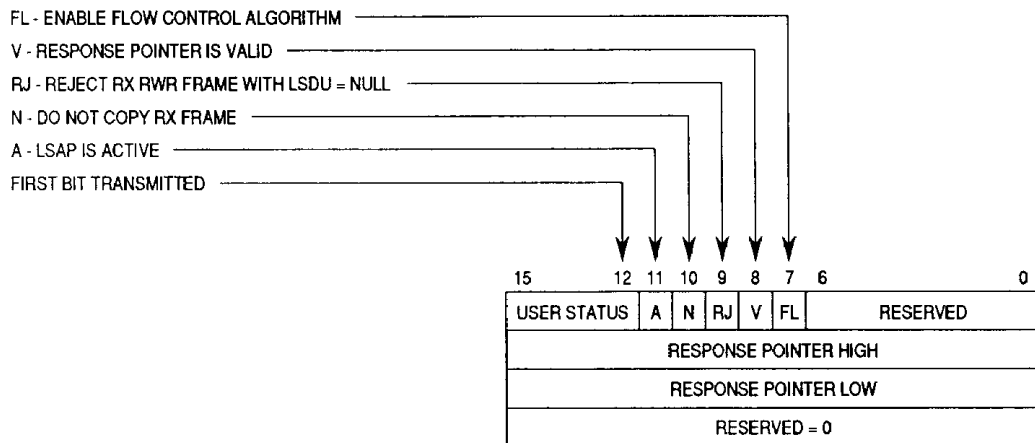 FL - ENABLE FLOW CONTROL ALGORITHM
V - RESPONSE POINTER IS VALID
RJ - REJECT RX RWR FRAME WITH LSDU = NULL
N - DO NOT COPY RX FRAME
A - LSAP IS ACTIVE
FIRST BIT TRANSMITTED
15 12 11 10 9 8 7 6 0
USER STATUS A N RJ V FL RESERVED
RESPONSE POINTER HIGH
RESPONSE POINTER LOW
RESERVED = 0